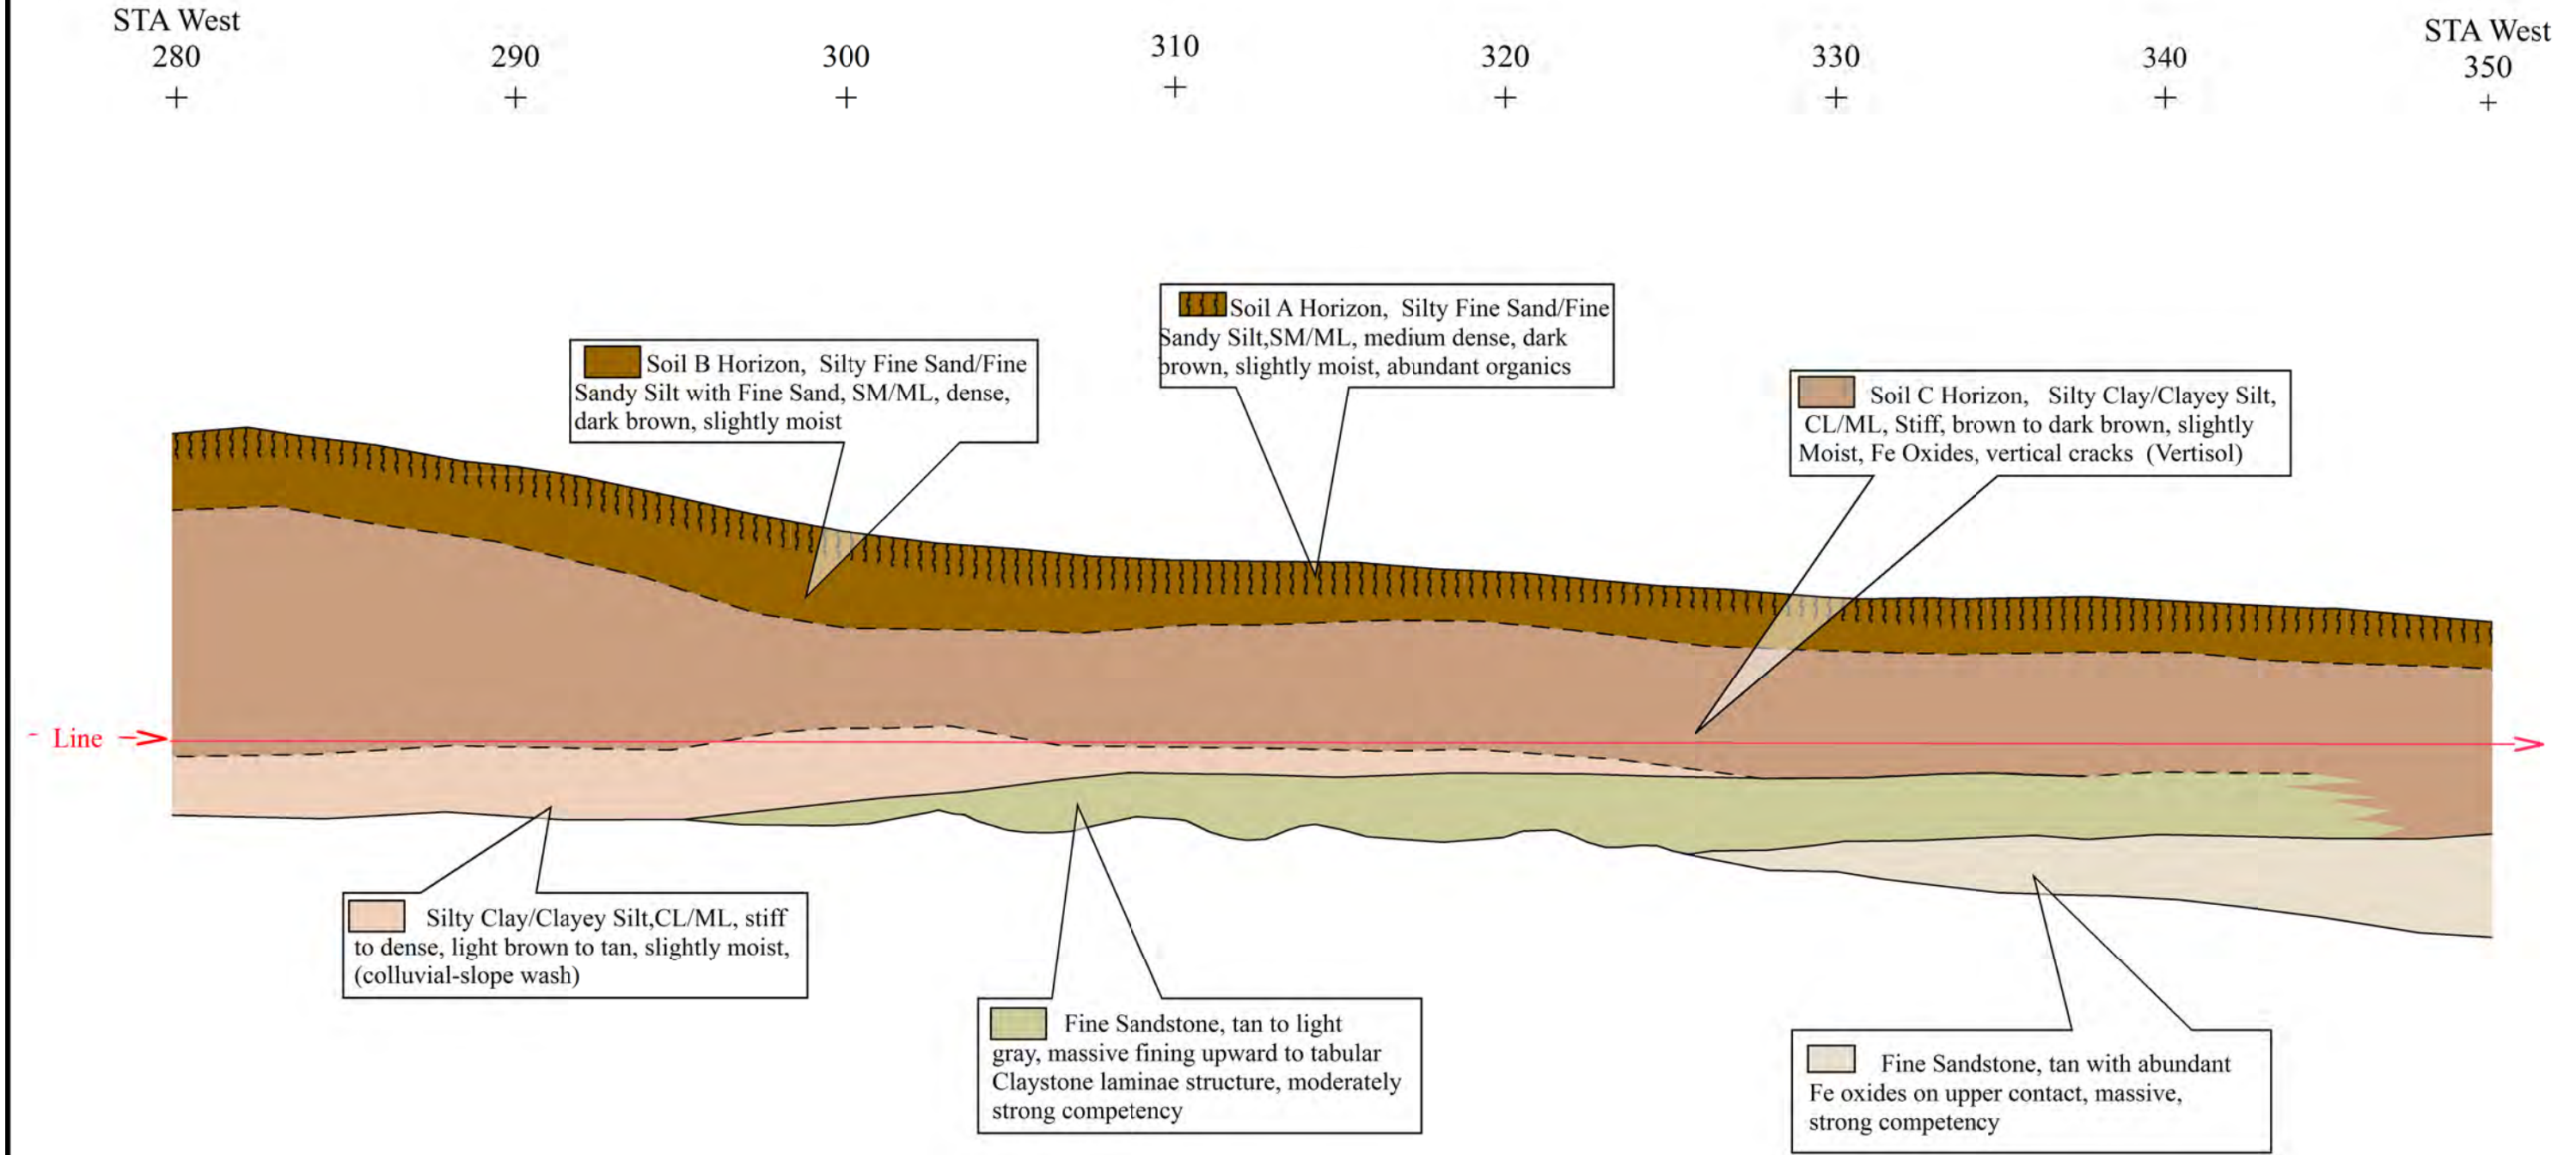 STA West
280
290
300
310
320
330
340
STA West
350
+ + + + + + + +
Soil A Horizon, Silty Fine Sand/Fine
Sandy Silt,SM/ML, medium dense, dark
brown, slightly moist, abundant organics
Soil B Horizon, Silty Fine Sand/Fine
Sandy Silt with Fine Sand, SM/ML, dense,
dark brown, slightly moist
Soil C Horizon, Silty Clay/Clayey Silt,
CL/ML, Stiff, brown to dark brown, slightly
Moist, Fe Oxides, vertical cracks (Vertisol)
- Line
Silty Clay/Clayey Silt,CL/ML, stiff
to dense, light brown to tan, slightly moist,
(colluvial-slope wash)
Fine Sandstone, tan to light
gray, massive fining upward to tabular
Claystone laminae structure, moderately
strong competency
Fine Sandstone, tan with abundant
Fe oxides on upper contact, massive,
strong competency